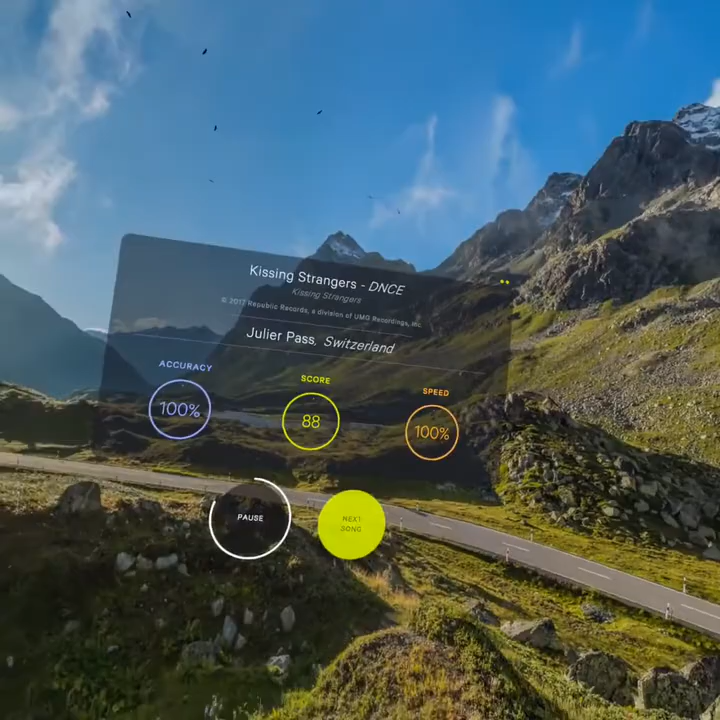 Kissing Strangers - DNCE
Kissing Strangers
© 2017 Republic Records, a division of UMG Recordings, Inc.
Julier Pass, Switzerland
ACCURACY
SCORE
SPEED
100%
88
100%
PAUSE
NEXT
SONG